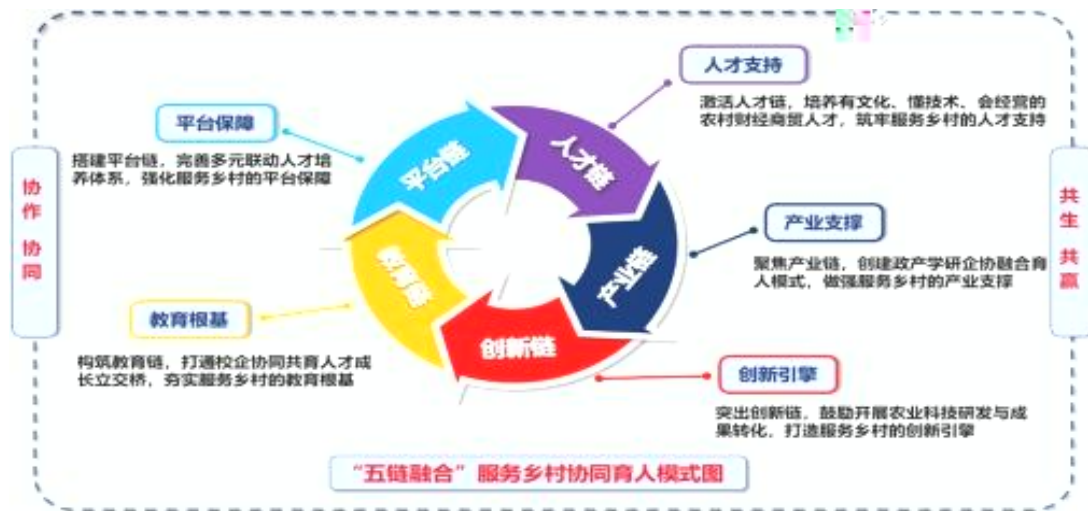 人才支持
激活人才链，培养有文化、懂技术、会经营的
农村财经商贸人才，筑牢服务乡村的人才支持
平台保障
搭建平台链，完善多元联动人才培
养体系，强化服务乡村的平台保障
平台链
人才链
协作 协同
共生 共赢
产业支撑
聚焦产业链，创建政产学研企协融合育
人模式，做强服务乡村的产业支撑
教育链
产业链
教育根基
构筑教育链，打通校企协同共育人才成
长立交桥，夯实服务乡村的教育根基
创新链
创新引擎
突出创新链，鼓励开展农业科技研发与成
果转化，打造服务乡村的创新引擎
“五链融合”服务乡村协同育人模式图